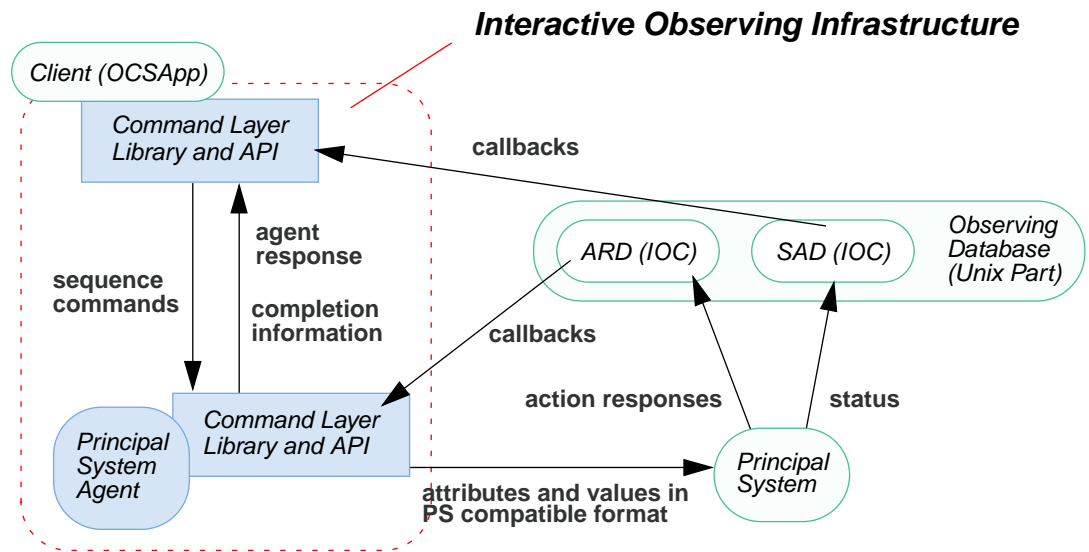 Interactive Observing Infrastructure
Client (OCSApp)
Command Layer
Library and API
callbacks
agent
response
sequence
commands
completion
information
ARD (IOC)
SAD (IOC)
Observing
Database
(Unix Part)
callbacks
action responses
status
Command Layer
Library and API
Principal
System
Agent
Principal
System
attributes and values in
PS compatible format